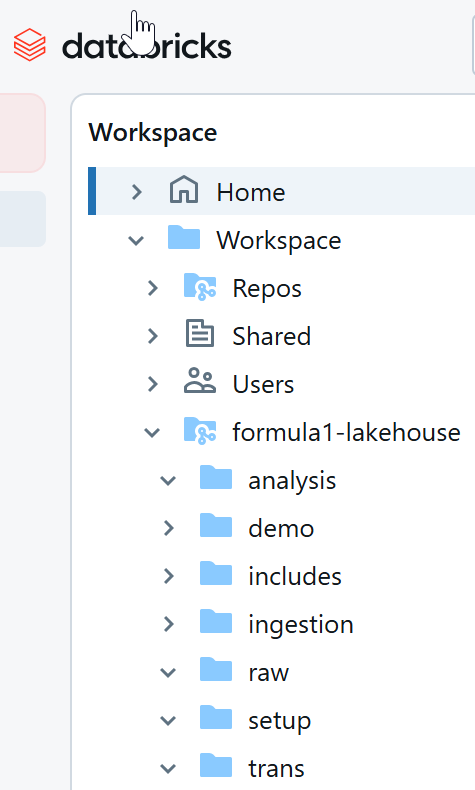 databricks
Workspace
Home
Workspace
Repos
Shared
Users
formula1-lakehouse
analysis
demo
includes
ingestion
raw
setup
trans